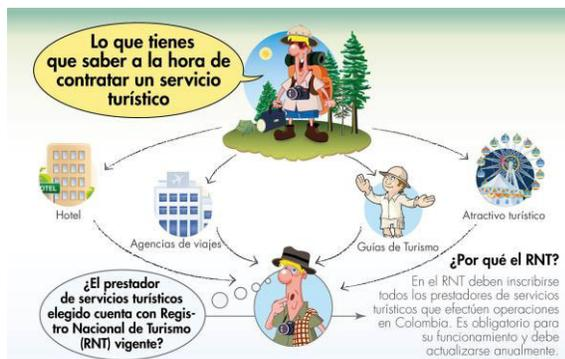 Lo que tienes
que saber a la hora de
contratar un servicio
turístico
HOTEL
Hotel
Agencias de viajes
Guías de Turismo
Atractivo turístico
¿El prestador
de servicios turísticos
elegido cuenta con Regis-
tro Nacional de Turismo
(RNT) vigente?
¿Por qué el RNT?
En el RNT deben inscribirse
todos los prestadores de servicios
turísticos que efectúen operaciones
en Colombia. Es obligatorio para
su funcionamiento y debe
actualizarse anualmente.